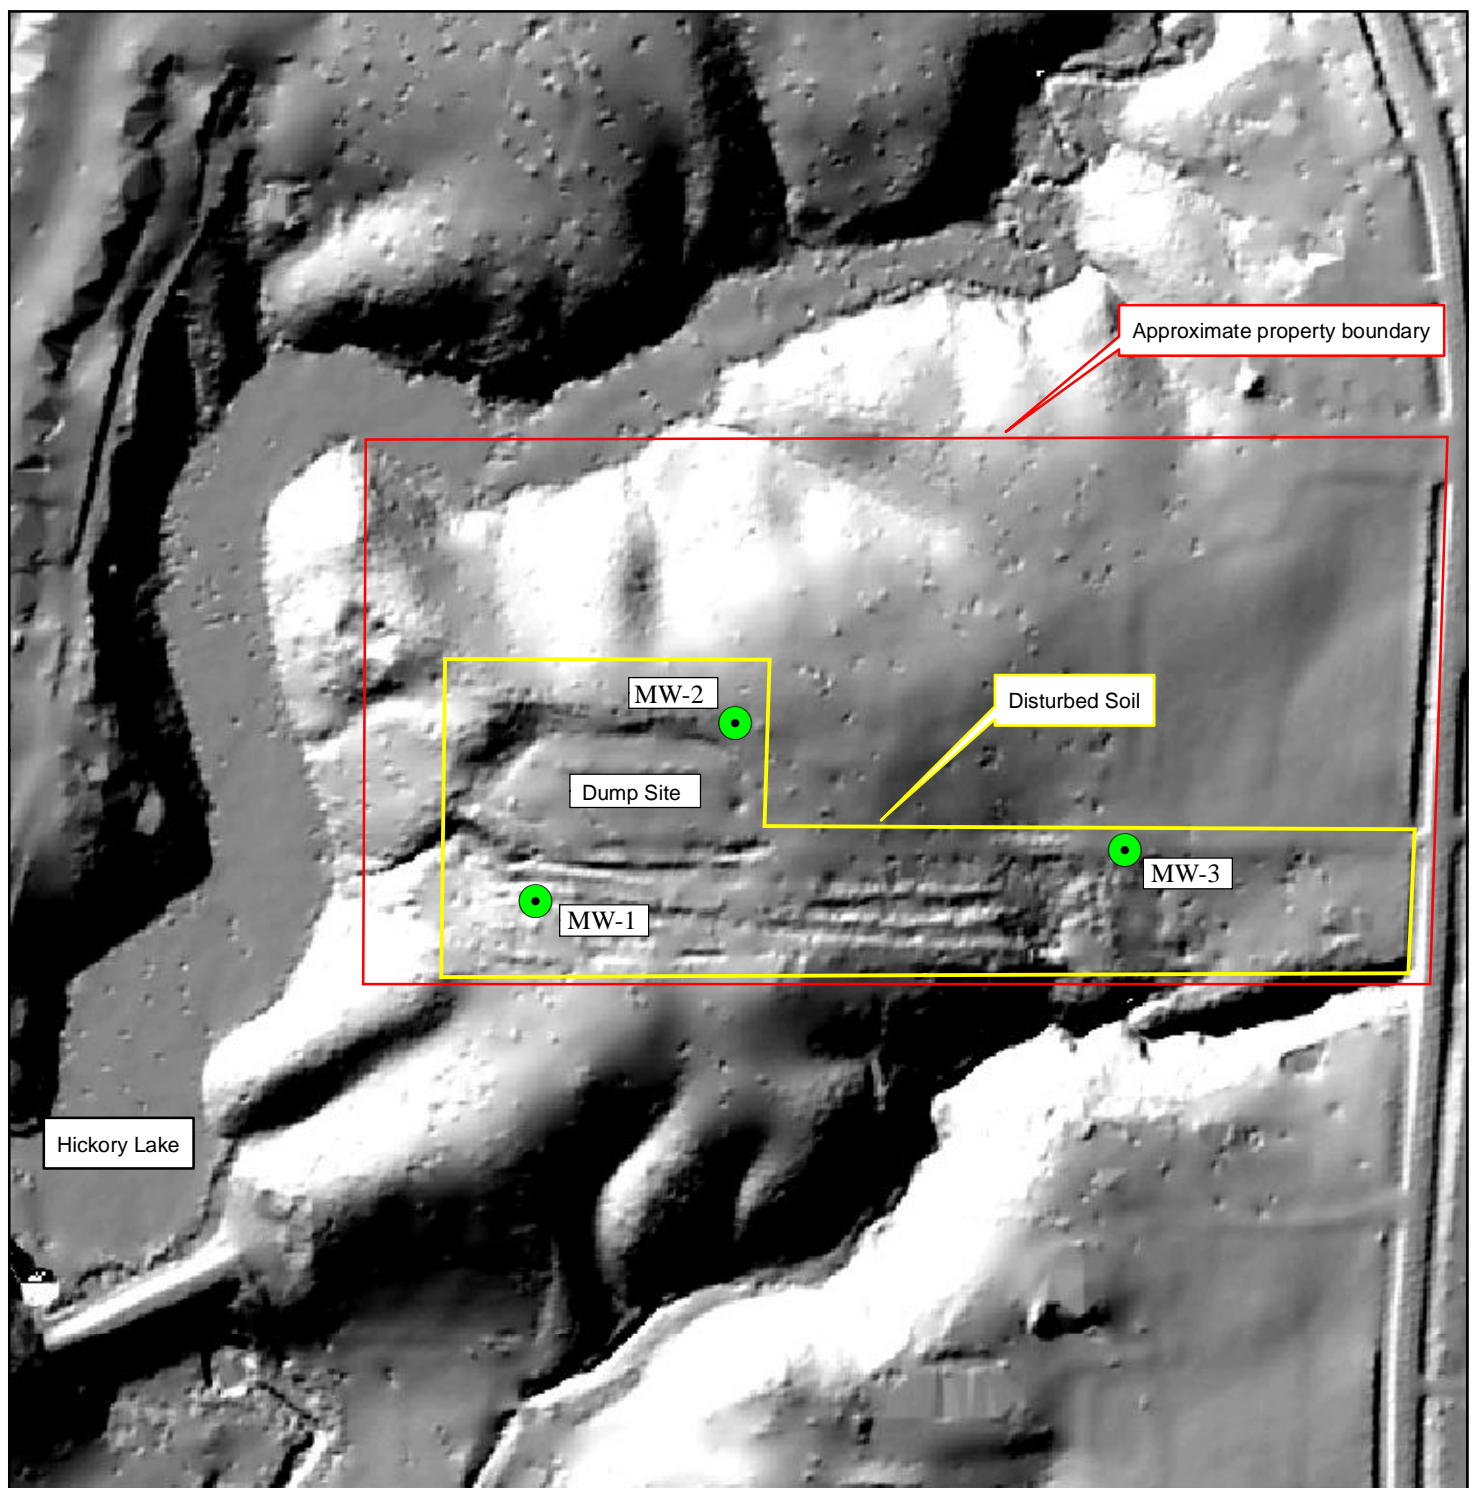 Approximate property boundary
MW-2
Disturbed Soil
Dump Site
MW-3
MW-1
Hickory Lake